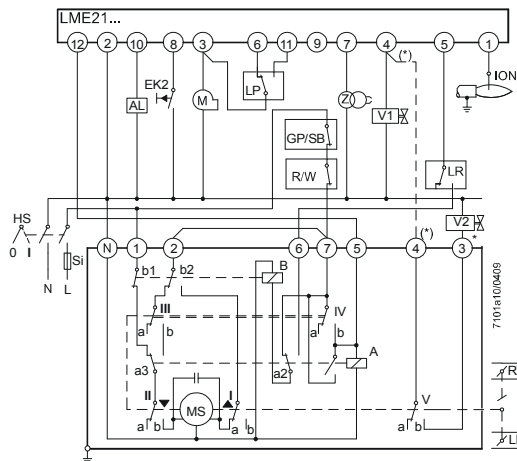 LME21...
12 2 10 8 3 6 11 9 7 4 (*) 5 1
ION
EK2
LP
AL
M
Z
V1
GP/SB
R/W
LR
HS
0 I
Si
N L
V2
*
N 1 2 6 7 5 4 (*) 3
b1 b2 B
III IV
a b a b
A
a3 a2
II I V
MS
a b a b a b
R
L
7101a10/0409